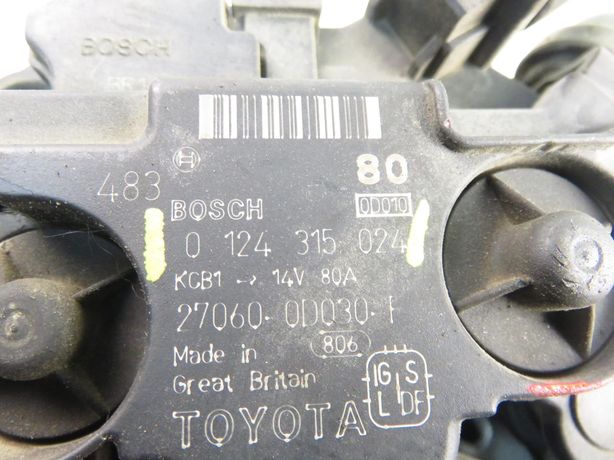 BOSCH
80
483
BOSCH
0D010
0 124 315 024
KCB1 → 14V 80A
27060-0D030-F
806
Made in
Great Britain
IG S
L DF
TOYOTA